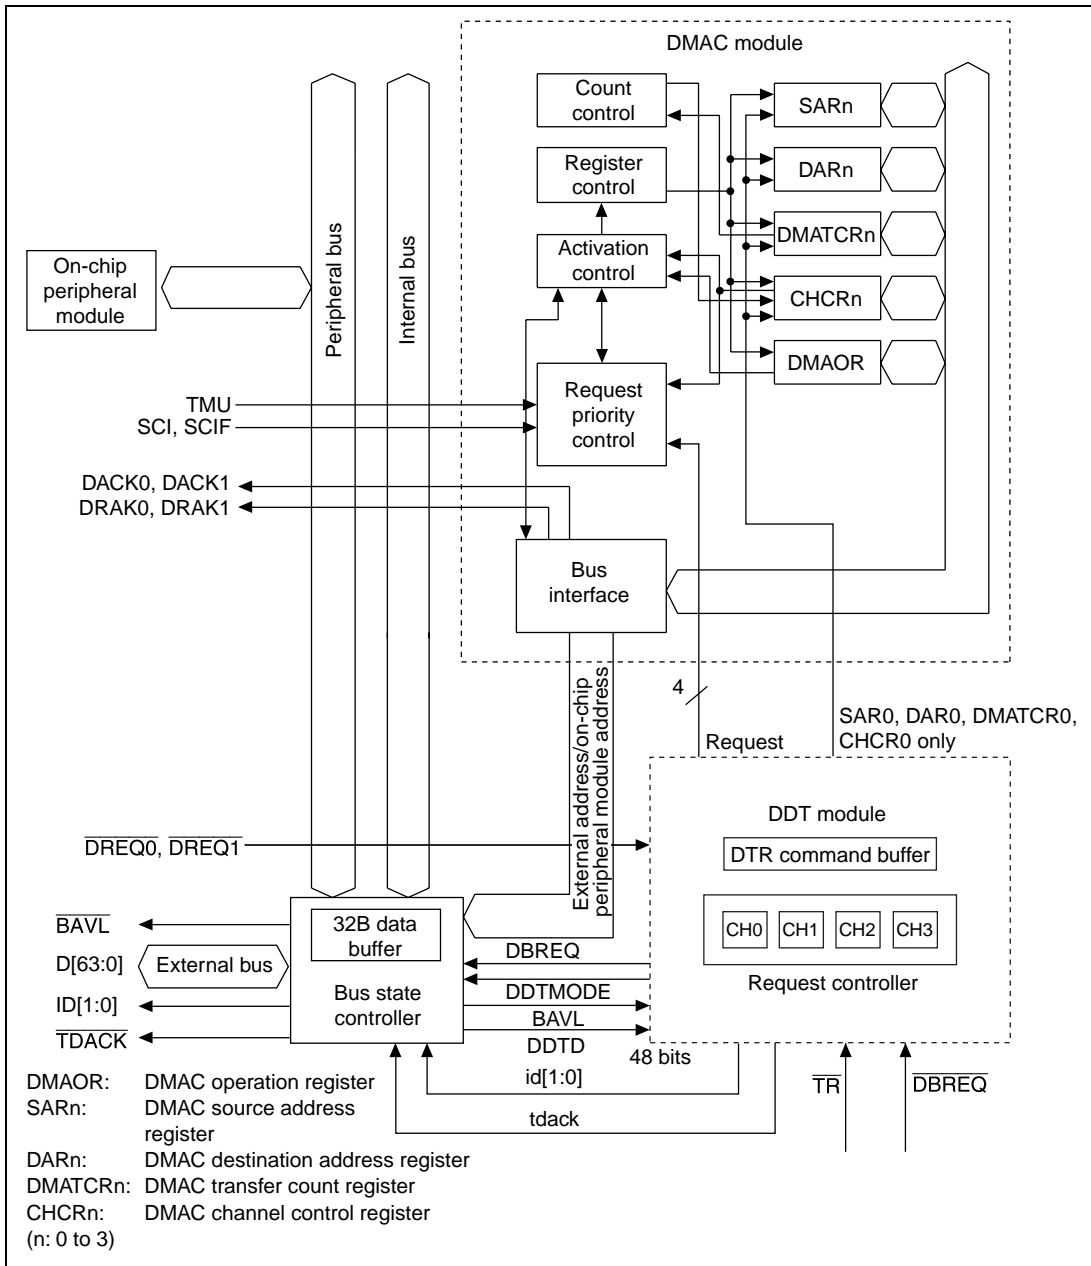 DMAC module
Count
control
SARn
Register
control
DARn
DMATCRn
Activation
control
CHCRn
DMAOR
On-chip
peripheral
module
Peripheral bus
Internal bus
Request
priority
control
TMU
SCI, SCIF
DACK0, DACK1
DRAK0, DRAK1
Bus
interface
External address/on-chip
peripheral module address
4
Request
SAR0, DAR0, DMATCR0,
CHCR0 only
DDT module
DTR command buffer
CH0 CH1 CH2 CH3
Request controller
DREQ0, DREQ1
BAVL
D[63:0]
External bus
ID[1:0]
TDACK
32B data
buffer
Bus state
controller
DBREQ
DDTMODE
BAVL
DDTD
48 bits
id[1:0]
tdack
TR
DBREQ
DMAOR: DMAC operation register
SARn: DMAC source address
register
DARn: DMAC destination address register
DMATCRn: DMAC transfer count register
CHCRn: DMAC channel control register
(n: 0 to 3)